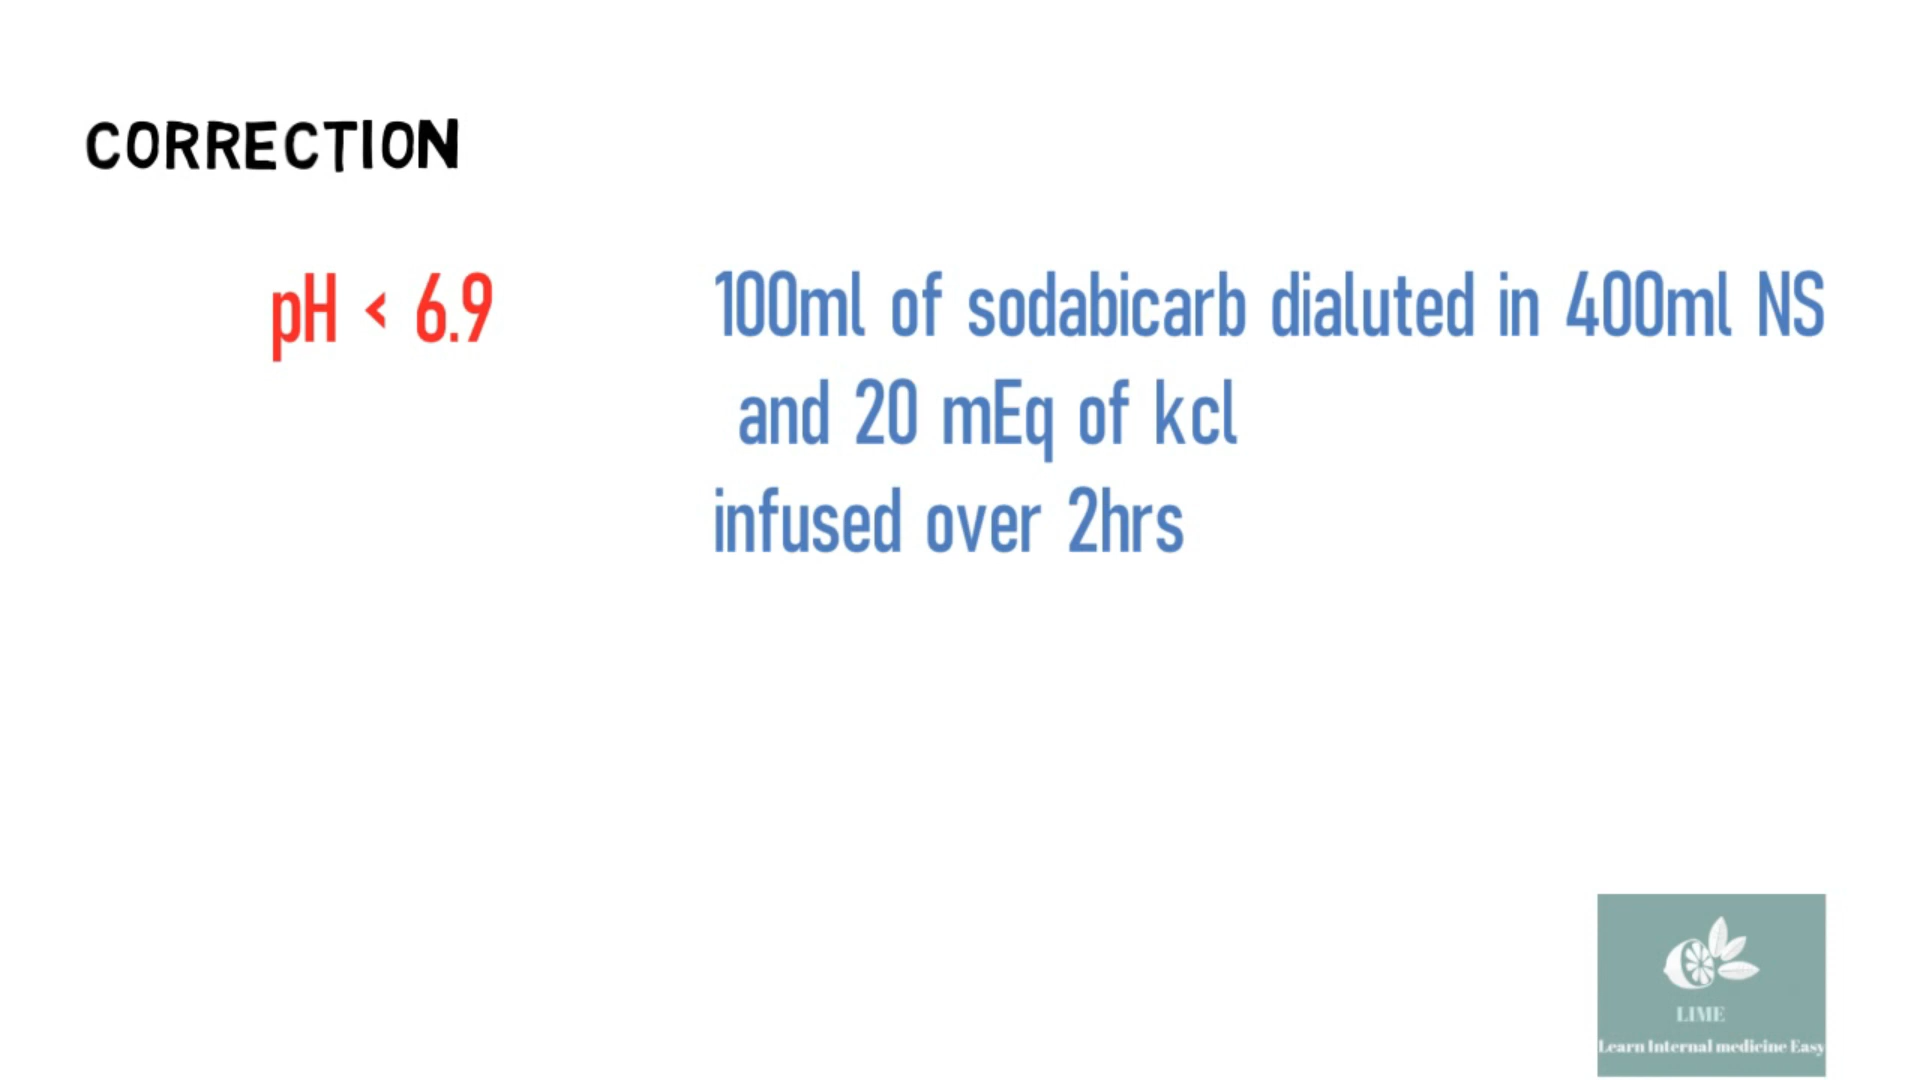 CORRECTION
pH < 6.9
100ml of sodabicarb dialuted in 400ml NS
and 20 mEq of kcl
infused over 2hrs
LIME
Learn Internal medicine Easy